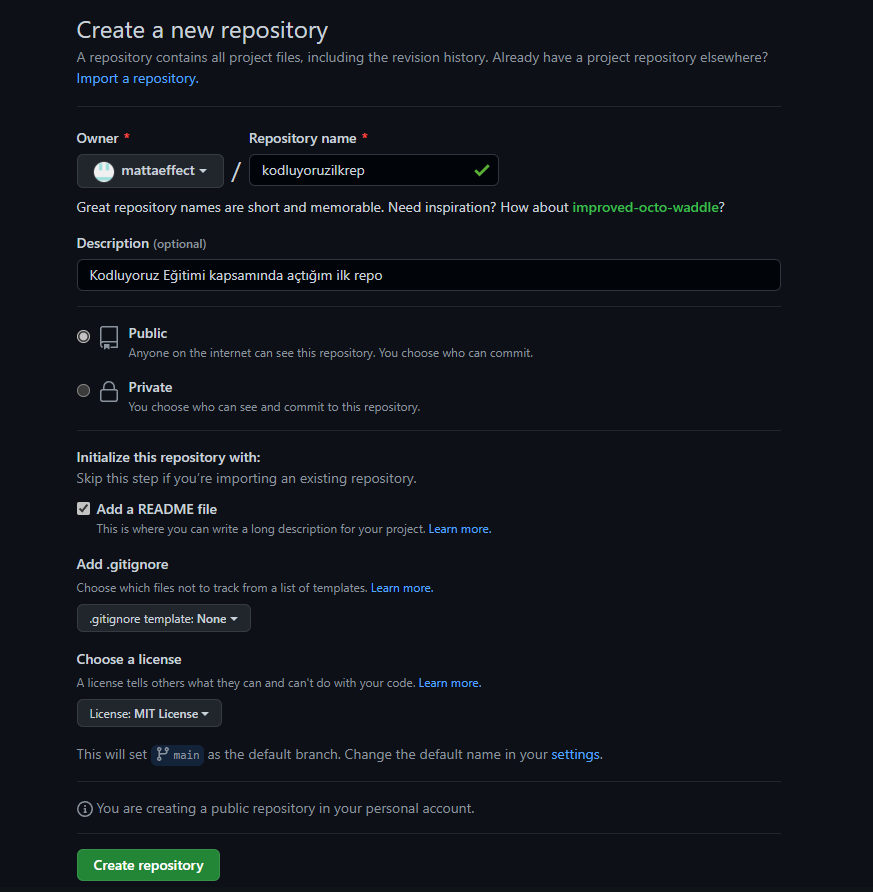 Create a new repository
A repository contains all project files, including the revision history. Already have a project repository elsewhere?
Import a repository.
Owner * Repository name *
mattaeffect / kodluyoruzilkrep
Great repository names are short and memorable. Need inspiration? How about improved-octo-waddle?
Description (optional)
Kodluyoruz Eğitimi kapsamında açtığım ilk repo
Public
Anyone on the internet can see this repository. You choose who can commit.
Private
You choose who can see and commit to this repository.
Initialize this repository with:
Skip this step if you're importing an existing repository.
Add a README file
This is where you can write a long description for your project. Learn more.
Add .gitignore
Choose which files not to track from a list of templates. Learn more.
.gitignore template: None
Choose a license
A license tells others what they can and can't do with your code. Learn more.
License: MIT License
This will set main as the default branch. Change the default name in your settings.
You are creating a public repository in your personal account.
Create repository